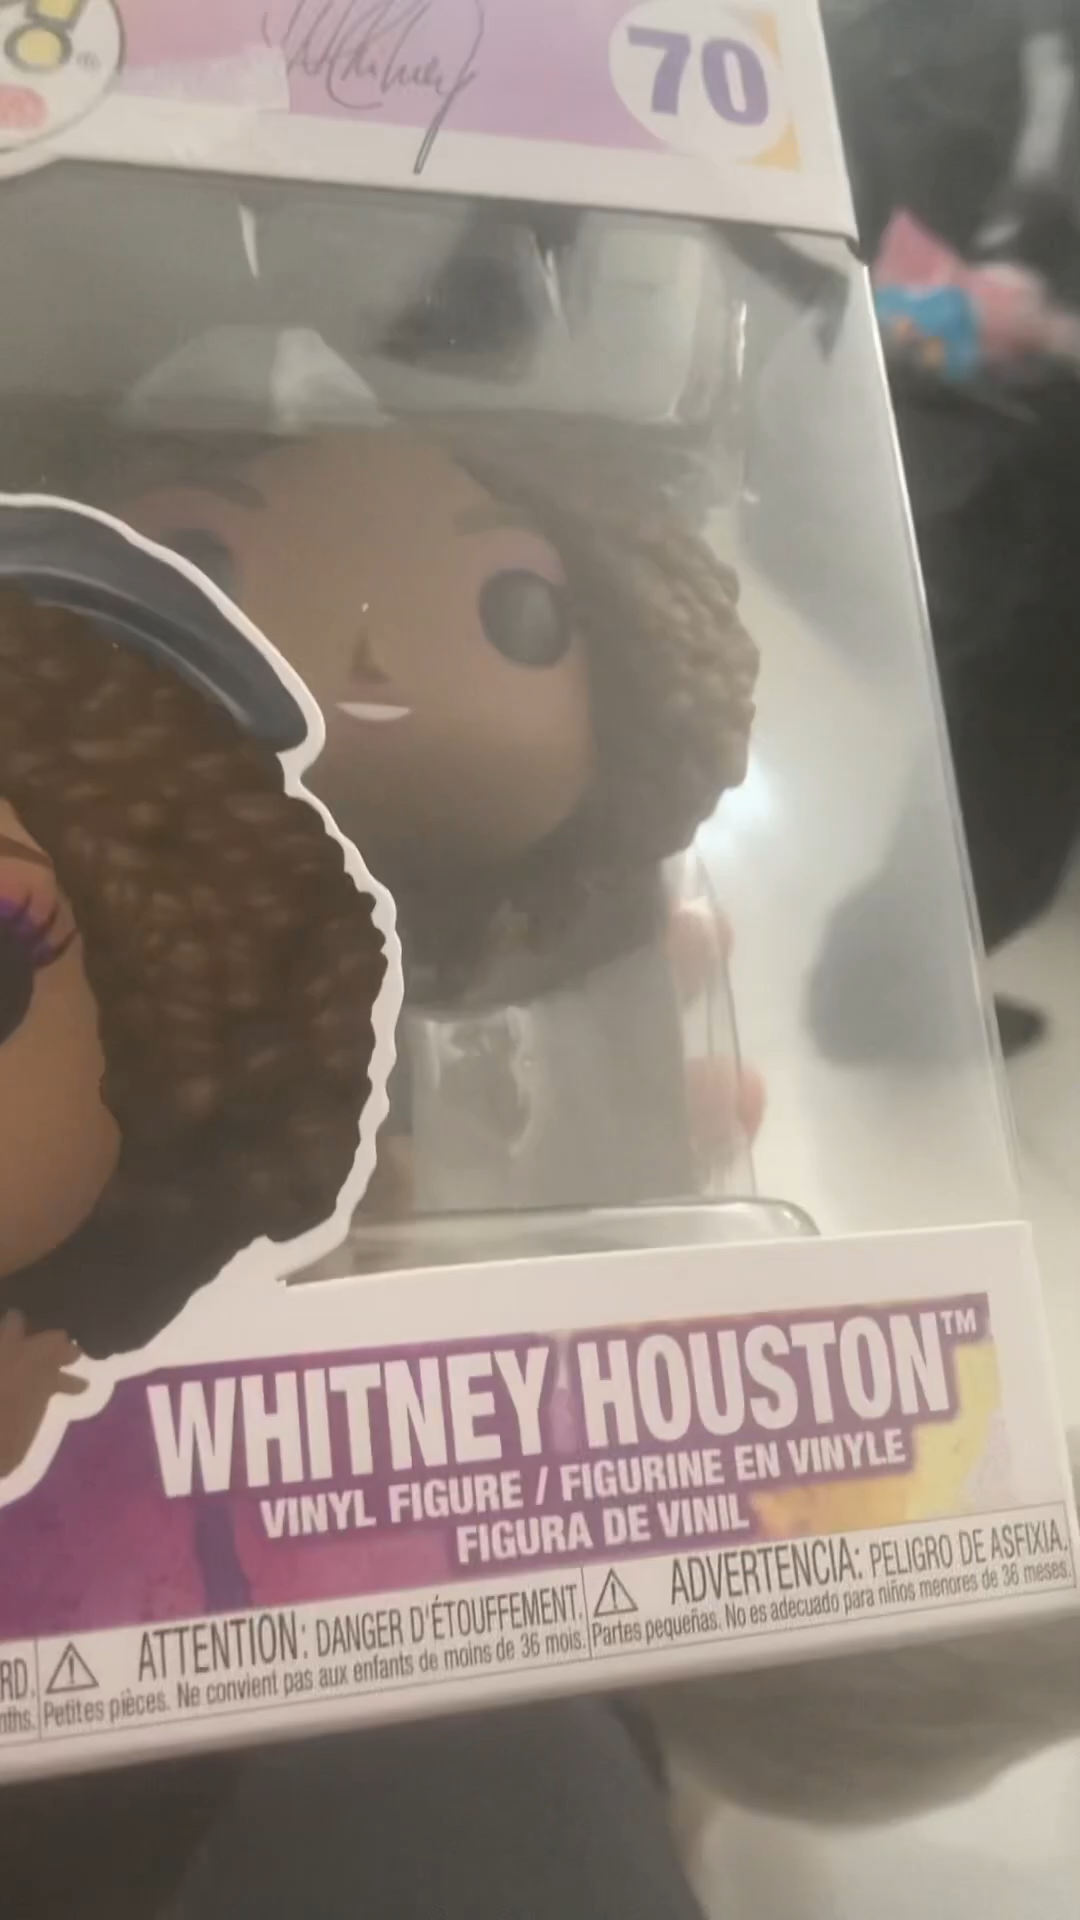 Whitney
70
WHITNEY HOUSTON™
VINYL FIGURE / FIGURINE EN VINYLE
FIGURA DE VINIL
RD.
ATTENTION: DANGER D'ÉTOUFFEMENT.
Petites pièces. Ne convient pas aux enfants de moins de 36 mois.
ADVERTENCIA: PELIGRO DE ASFIXIA.
Partes pequeñas. No es adecuado para niños menores de 36 meses.